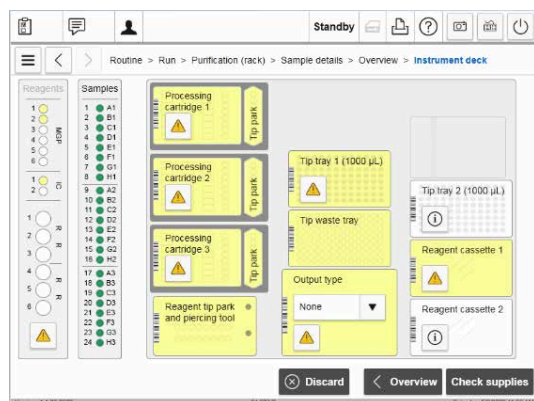 Standby
Routine > Run > Purification (rack) > Sample details > Overview > Instrument deck
Reagents
1
2
3
4
5
6
MGP
1
2
IC
1
2
3
R
R
4
5
6
R
R
Samples
1 A1
2 B1
3 C1
4 D1
5 E1
6 F1
7 G1
8 H1
9 A2
10 B2
11 C2
12 D2
13 E2
14 F2
15 G2
16 H2
17 A3
18 B3
19 C3
20 D3
21 E3
22 F3
23 G3
24 H3
Processing
cartridge 1
Tip park
Processing
cartridge 2
Tip park
Processing
cartridge 3
Tip park
Reagent tip park
and piercing tool
Tip tray 1 (1000 µL)
Tip waste tray
Output type
None
Tip tray 2 (1000 µL)
Reagent cassette 1
Reagent cassette 2
Discard
Overview
Check supplies